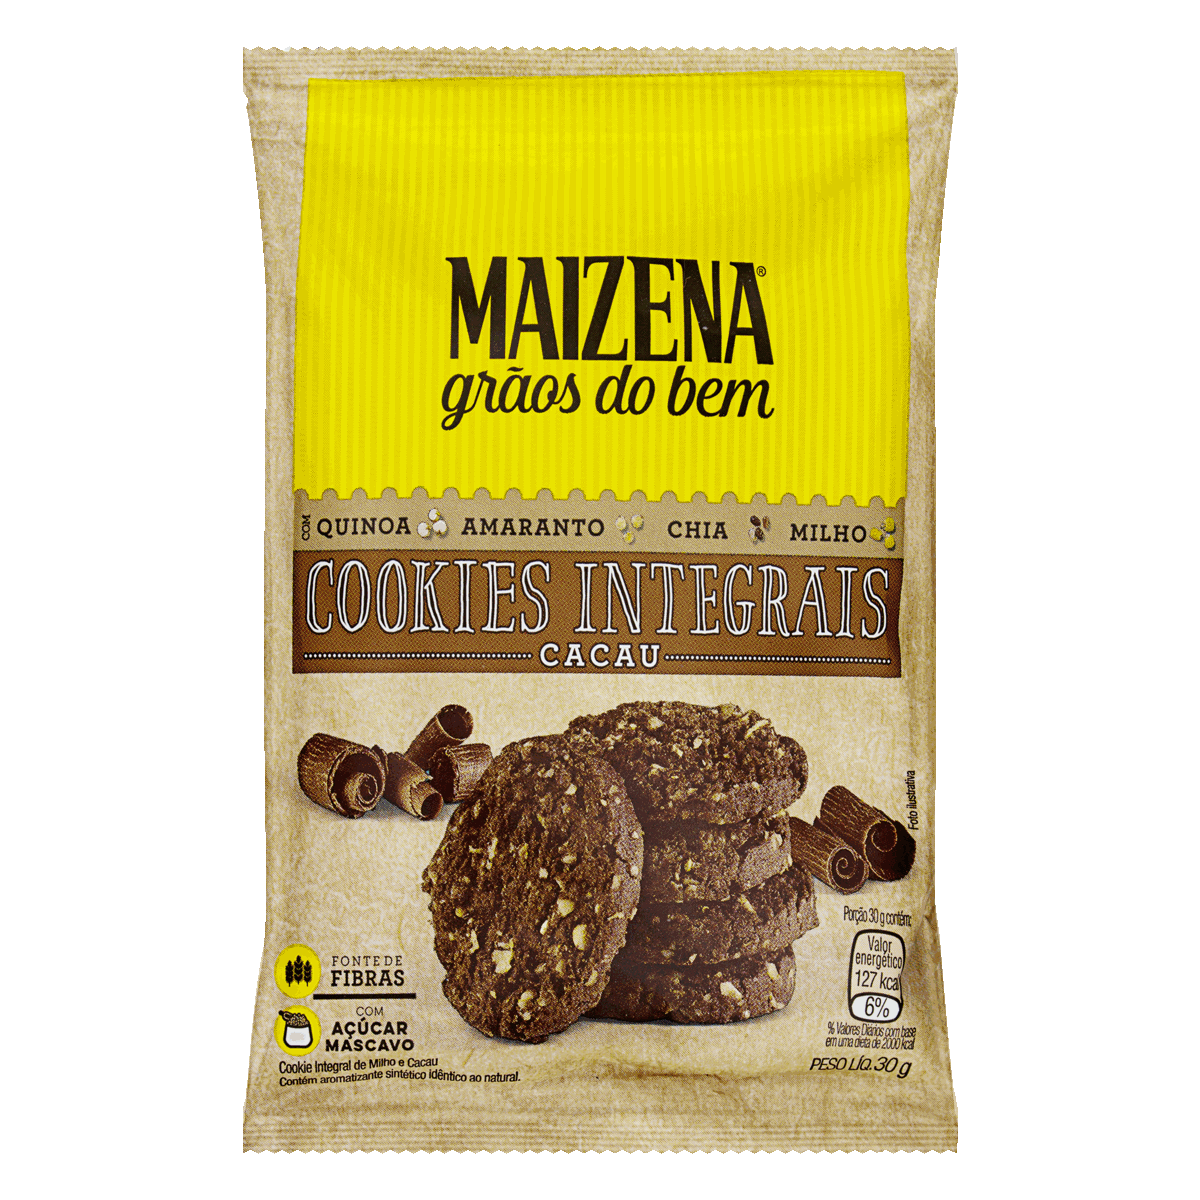 MAIZENA®
grãos do bem
COM QUINOA AMARANTO CHIA MILHO
COOKIES INTEGRAIS
CACAU
Foto ilustrativa
Porção 30 g contém:
Valor
energético
127 kcal
6%
% Valores Diários com base
em uma dieta de 2000 kcal
PESO LÍQ. 30 g
FONTE DE
FIBRAS
COM
AÇÚCAR
MASCAVO
Cookie Integral de Milho e Cacau
Contém aromatizante sintético idêntico ao natural.